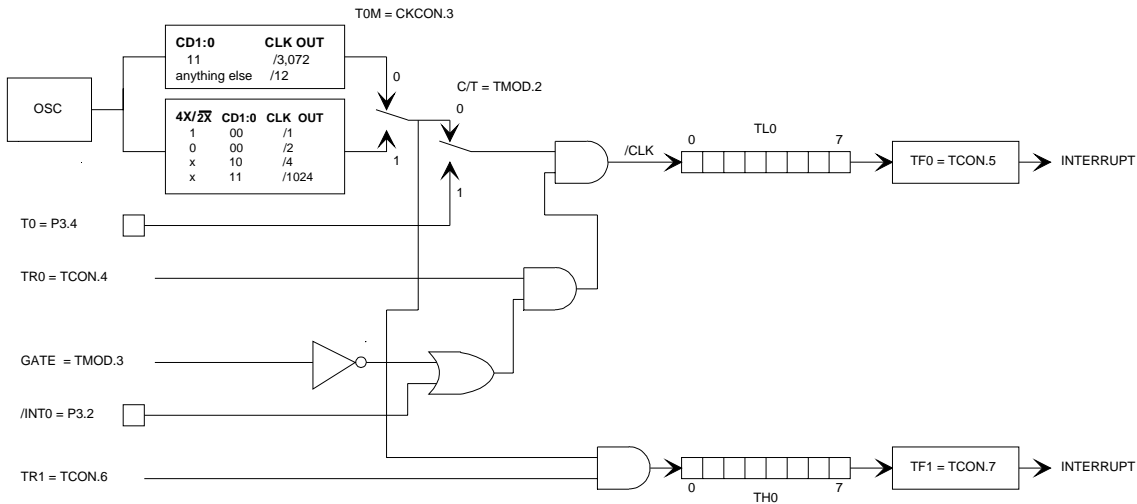 T0M = CKCON.3
CD1:0 CLK OUT
11 /3,072
anything else /12
0
C/T = TMOD.2
0
OSC
4X/2X CD1:0 CLK OUT
1 00 /1
0 00 /2
x 10 /4
x 11 /1024
1
1
/CLK
TL0
0 7
TF0 = TCON.5
INTERRUPT
T0 = P3.4
TR0 = TCON.4
GATE = TMOD.3
/INT0 = P3.2
TR1 = TCON.6
0 7
TH0
TF1 = TCON.7
INTERRUPT